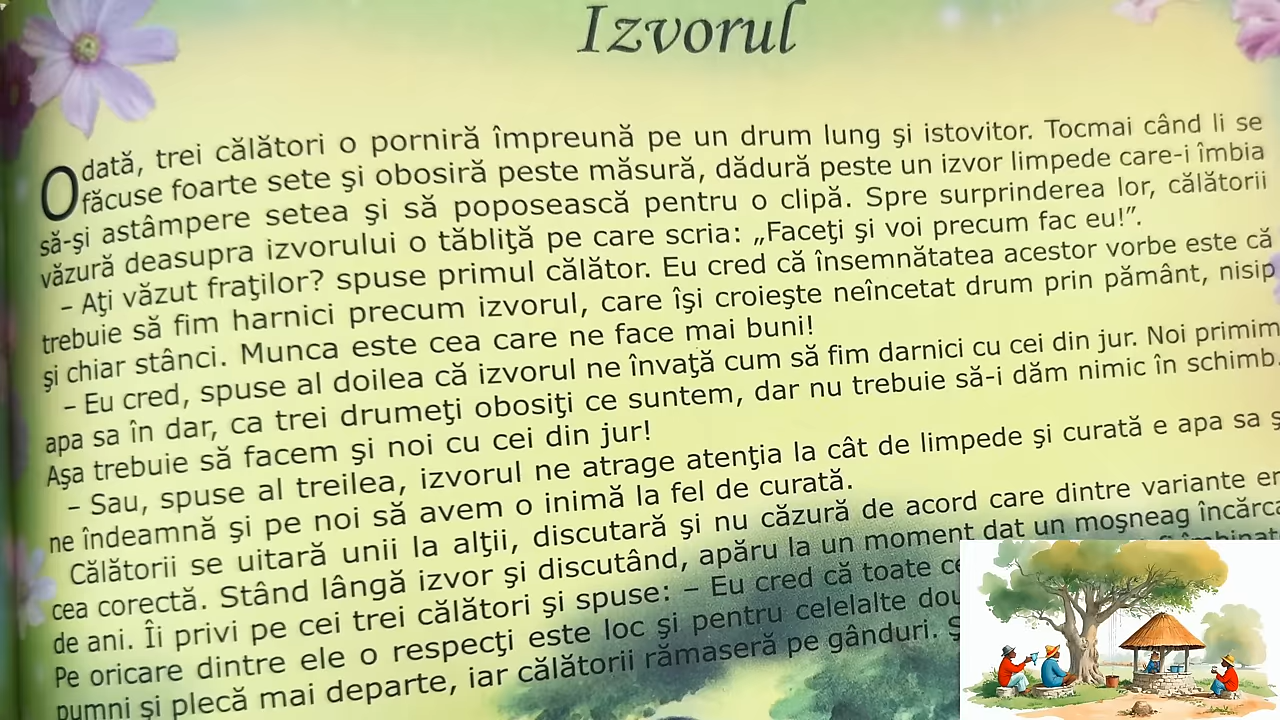 Izvorul
Odată, trei călători o porniră împreună pe un drum lung şi istovitor. Tocmai când li se
făcuse foarte sete şi obosiră peste măsură, dădură peste un izvor limpede care-i îmbia
să-şi astâmpere setea şi să poposească pentru o clipă. Spre surprinderea lor, călătorii
văzură deasupra izvorului o tăbliţă pe care scria: „Faceţi şi voi precum fac eu!”.
– Aţi văzut fraţilor? spuse primul călător. Eu cred că însemnătatea acestor vorbe este că
trebuie să fim harnici precum izvorul, care îşi croieşte neîncetat drum prin pământ, nisip
şi chiar stânci. Munca este cea care ne face mai buni!
– Eu cred, spuse al doilea că izvorul ne învaţă cum să fim darnici cu cei din jur. Noi primim
apa sa în dar, ca trei drumeţi obosiţi ce suntem, dar nu trebuie să-i dăm nimic în schimb.
Aşa trebuie să facem şi noi cu cei din jur!
– Sau, spuse al treilea, izvorul ne atrage atenţia la cât de limpede şi curată e apa sa
ne îndeamnă şi pe noi să avem o inimă la fel de curată.
Călătorii se uitară unii la alţii, discutară şi nu căzură de acord care dintre variante
cea corectă. Stând lângă izvor şi discutând, apăru la un moment dat un moşneag
de ani. Îi privi pe cei trei călători şi spuse: – Eu cred că toate
Pe oricare dintre ele o respecţi este loc şi pentru celelalte
pumni şi plecă mai departe, iar călătorii rămaseră pe gânduri.